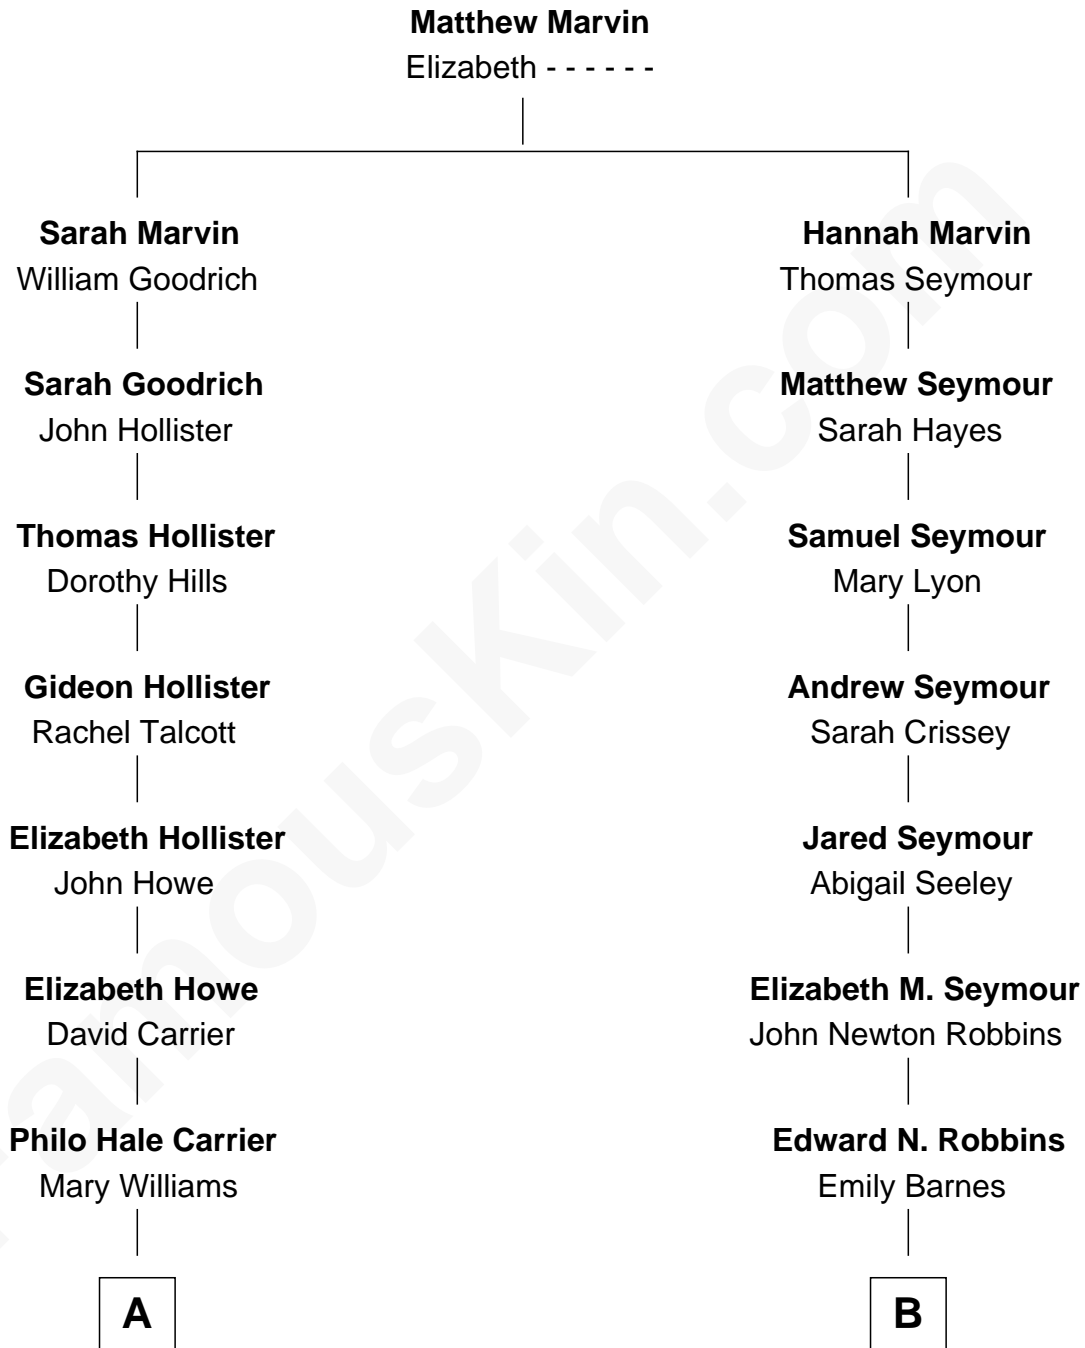 Matthew Marvin
Elizabeth - - - - - -
Sarah Marvin
William Goodrich
Hannah Marvin
Thomas Seymour
Sarah Goodrich
John Hollister
Matthew Seymour
Sarah Hayes
Thomas Hollister
Dorothy Hills
Samuel Seymour
Mary Lyon
Gideon Hollister
Rachel Talcott
Andrew Seymour
Sarah Crissey
Elizabeth Hollister
John Howe
Jared Seymour
Abigail Seeley
Elizabeth Howe
David Carrier
Elizabeth M. Seymour
John Newton Robbins
Philo Hale Carrier
Mary Williams
Edward N. Robbins
Emily Barnes
A
B
FamousKin.com